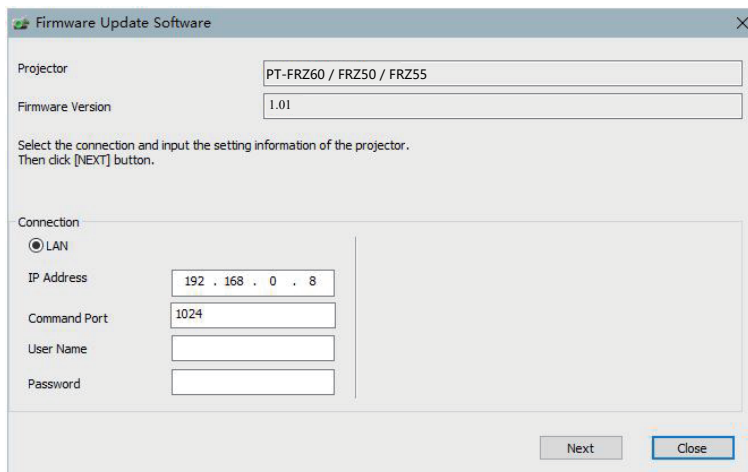 Firmware Update Software
Projector
PT-FRZ60 / FRZ50 / FRZ55
Firmware Version
1.01
Select the connection and input the setting information of the projector.
Then click [NEXT] button.
Connection
LAN
IP Address
192 . 168 . 0 . 8
Command Port
1024
User Name
Password
Next
Close